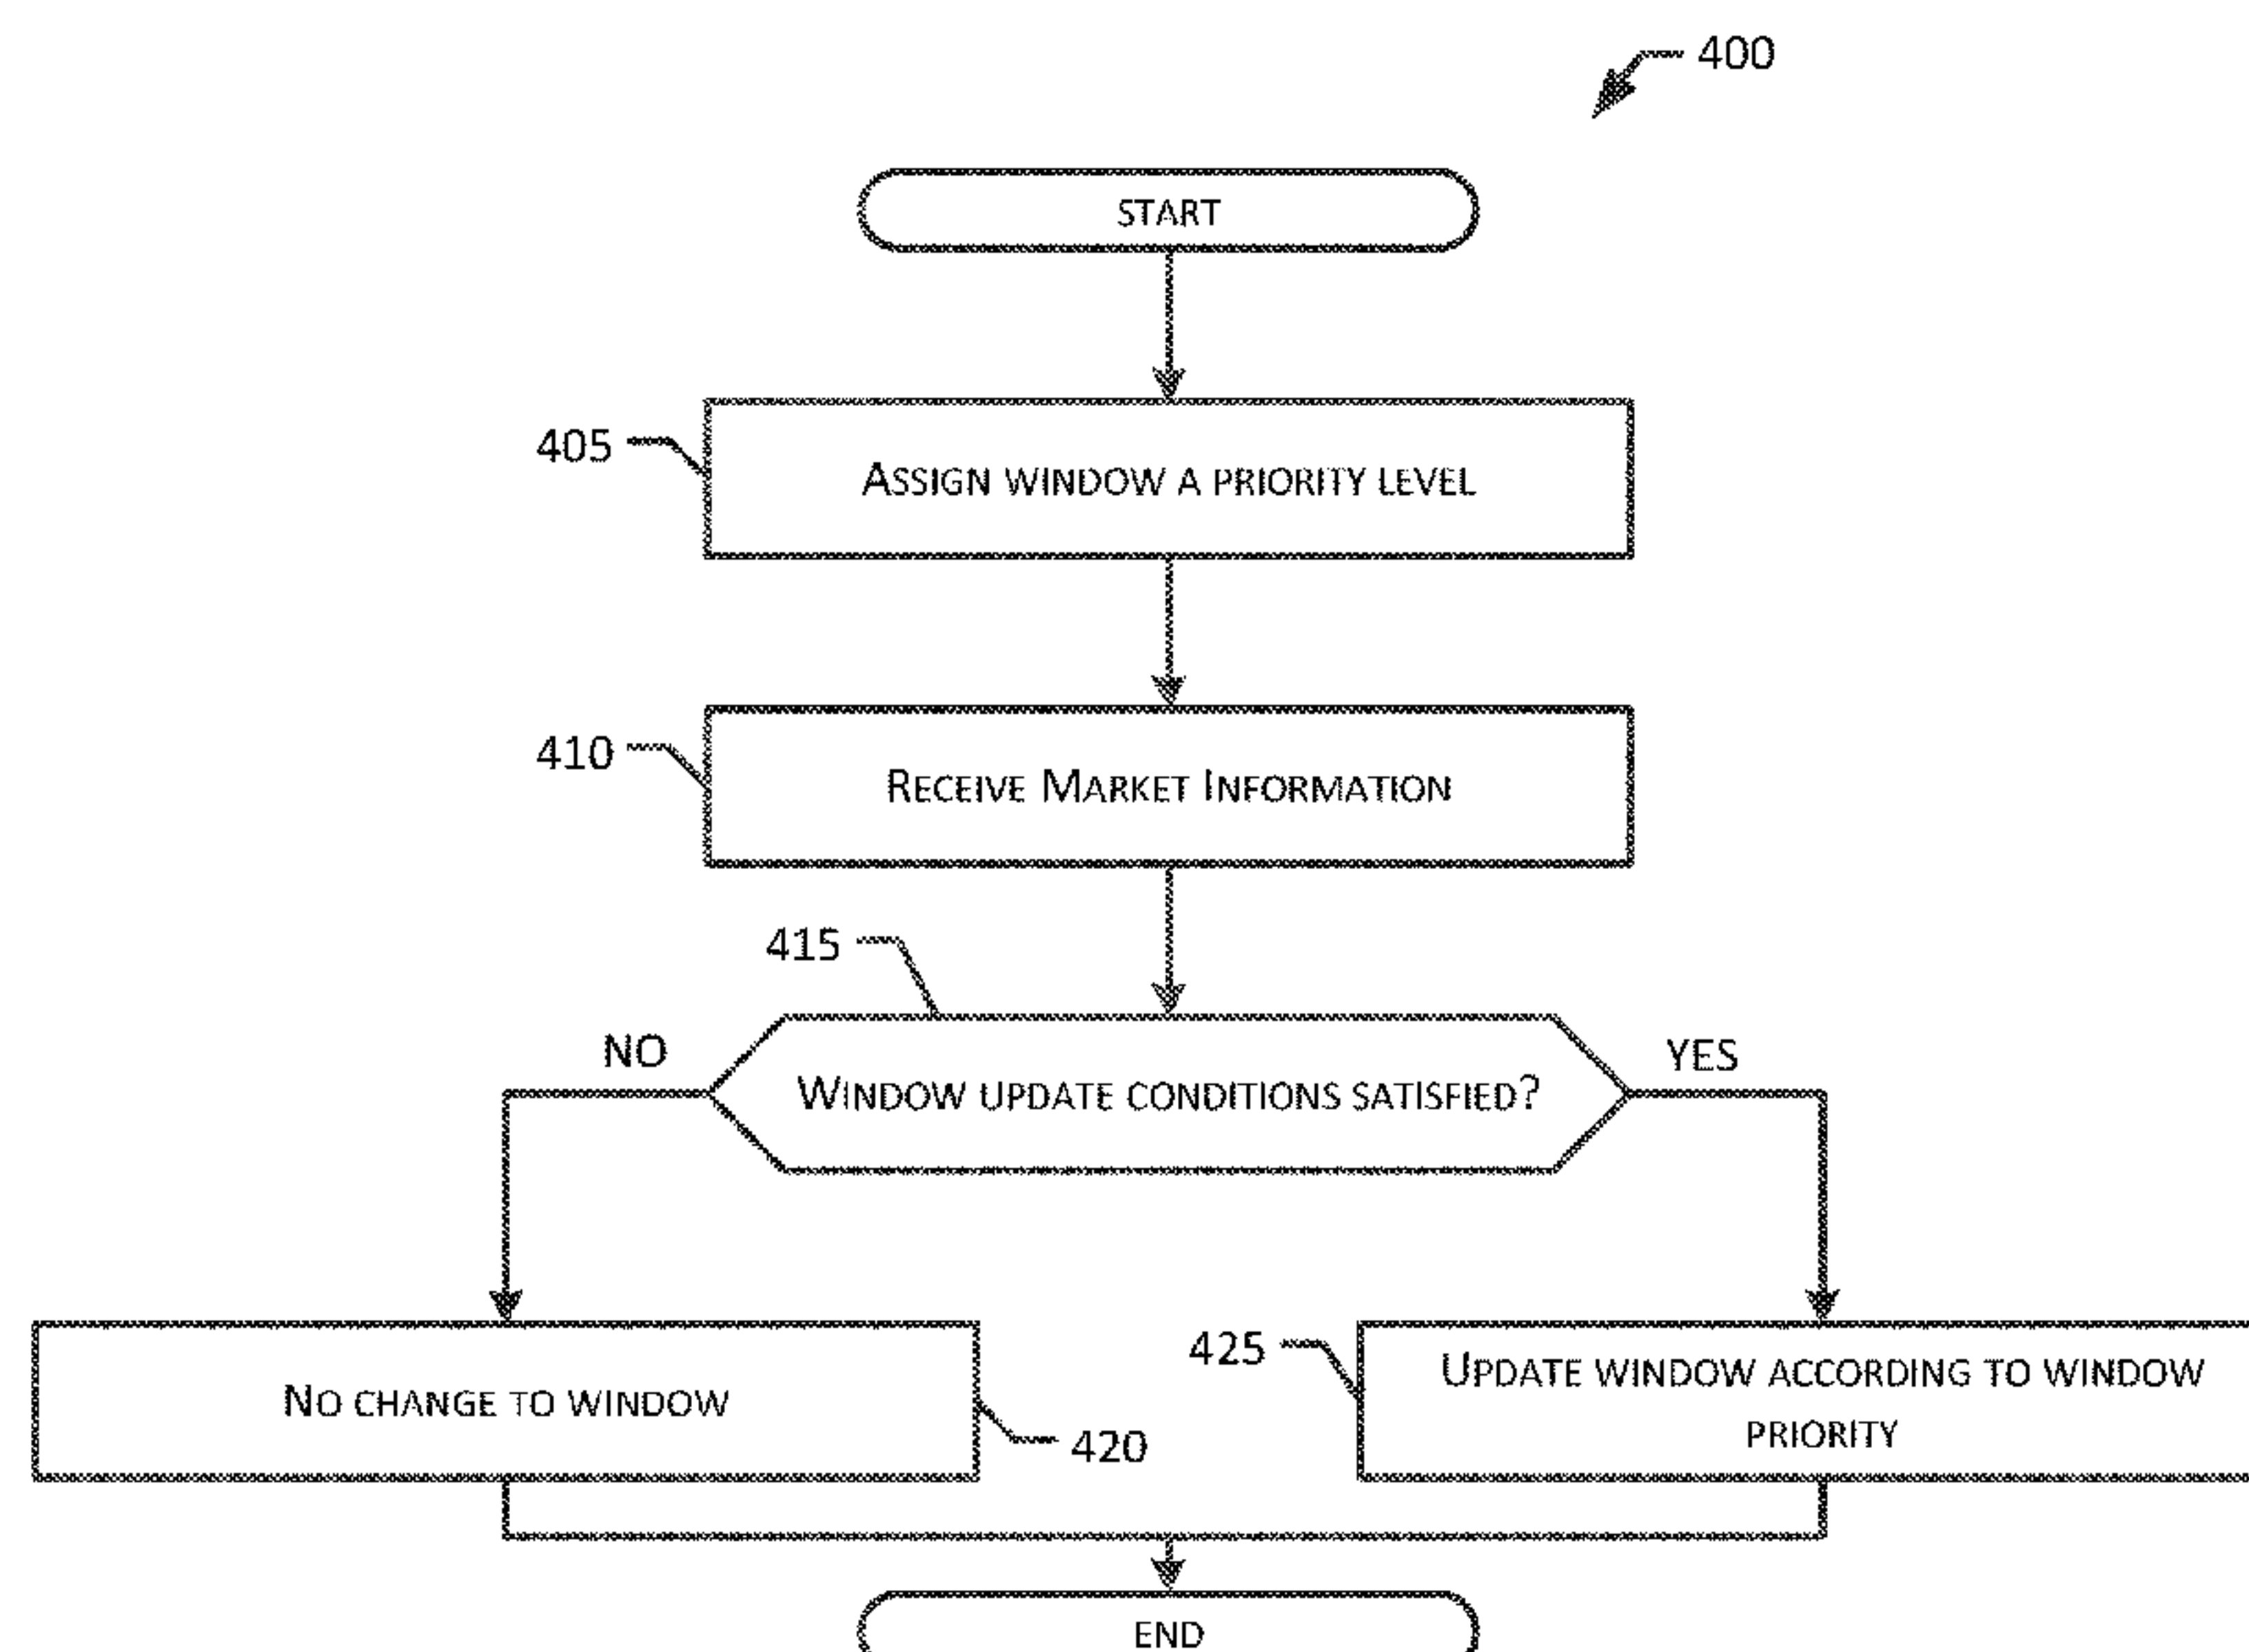 400
START
405
ASSIGN WINDOW A PRIORITY LEVEL
410
RECEIVE MARKET INFORMATION
415
NO
YES
WINDOW UPDATE CONDITIONS SATISFIED?
NO CHANGE TO WINDOW
420
425
UPDATE WINDOW ACCORDING TO WINDOW
PRIORITY
END